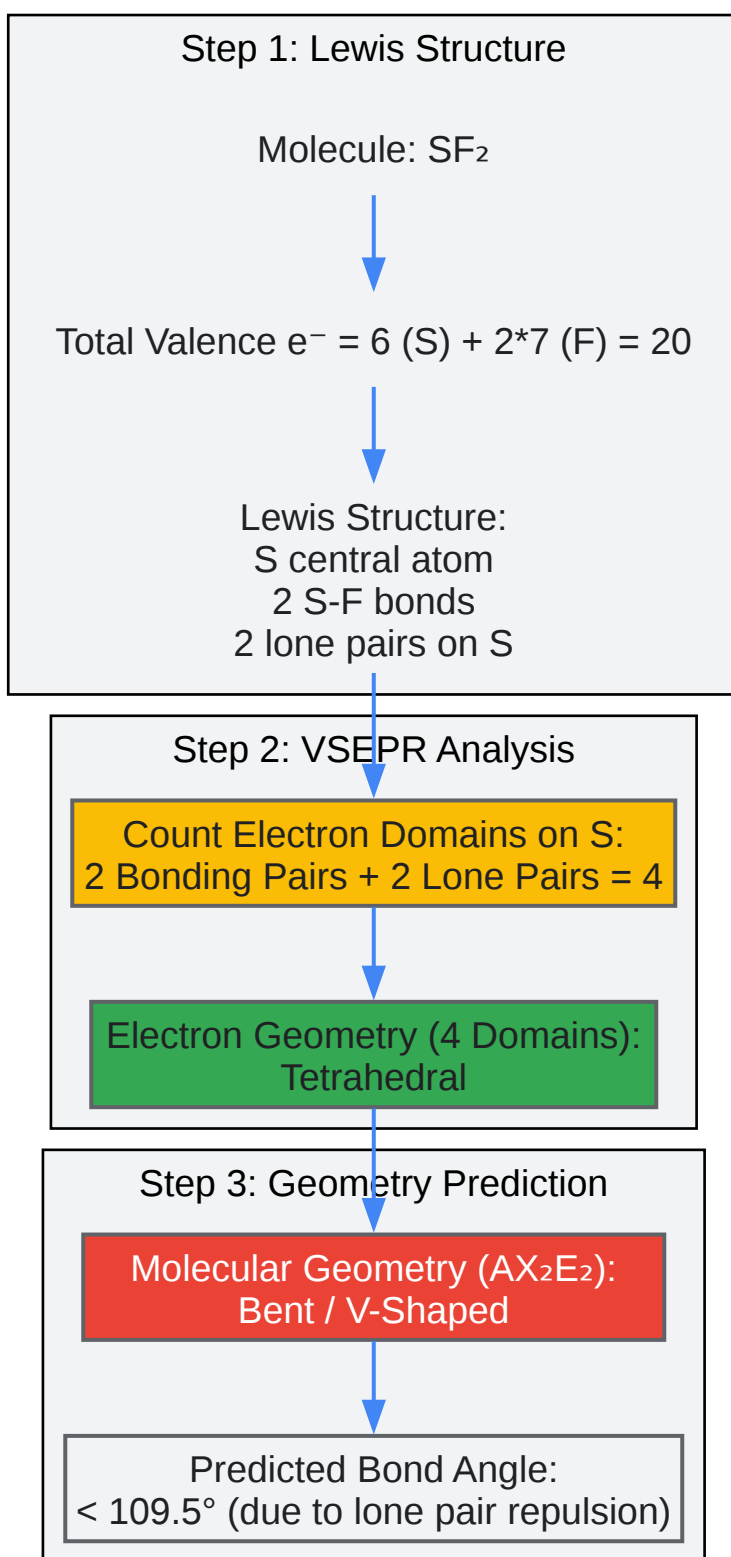 Step 1: Lewis Structure
Molecule: SF₂
Total Valence e⁻ = 6 (S) + 2*7 (F) = 20
Lewis Structure:
S central atom
2 S-F bonds
2 lone pairs on S
Step 2: VSEPR Analysis
Count Electron Domains on S:
2 Bonding Pairs + 2 Lone Pairs = 4
Electron Geometry (4 Domains):
Tetrahedral
Step 3: Geometry Prediction
Molecular Geometry (AX₂E₂):
Bent / V-Shaped
Predicted Bond Angle:
< 109.5° (due to lone pair repulsion)